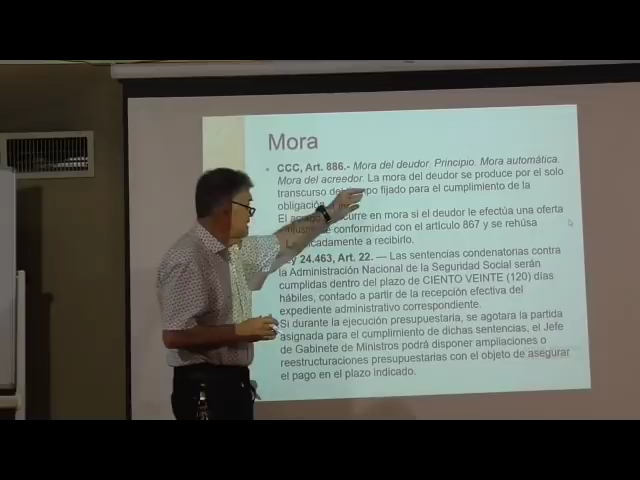 Mora
CCC, Art. 886.- Mora del deudor. Principio. Mora automática.
Mora del acreedor. La mora del deudor se produce por el solo
transcurso del po fijado para el cumplimiento de la
obligación
El urre en mora si el deudor le efectúa una oferta
de conformidad con el artículo 867 y se rehúsa
adamente a recibirlo.
24.463, Art. 22. — Las sentencias condenatorias contra
la Administración Nacional de la Seguridad Social serán
cumplidas dentro del plazo de CIENTO VEINTE (120) días
hábiles, contado a partir de la recepción efectiva del
expediente administrativo correspondiente.
Si durante la ejecución presupuestaria, se agotara la partida
asignada para el cumplimiento de dichas sentencias, el Jefe
de Gabinete de Ministros podrá disponer ampliaciones o
reestructuraciones presupuestarias con el objeto de asegurar
el pago en el plazo indicado.